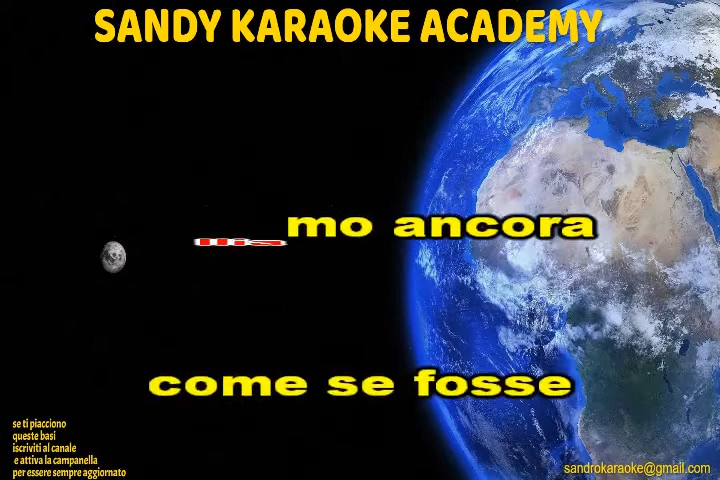 SANDY KARAOKE ACADEMY
mo ancora
come se fosse
se ti piacciono
queste basi
iscriviti al canale
e attiva la campanella
per essere sempre aggiornato
sandrokaraoke@gmail.com